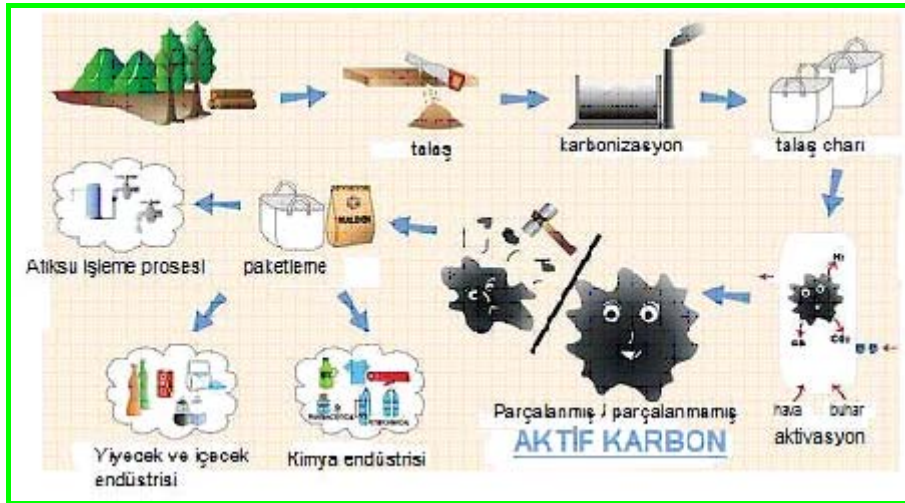 talaş
karbonizasyon
talaş charı
Atıksu işleme prosesi
paketleme
Parçalanmış / parçalanmamış
AKTİF KARBON
hava
buhar
aktivasyon
Yiyecek ve içecek
endüstrisi
Kimya endüstrisi